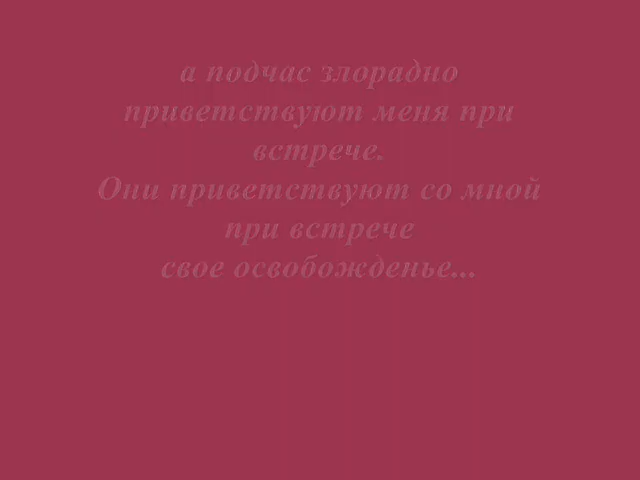 а подчас злорадно
приветствуют меня при
встрече.
Они приветствуют со мной
при встрече
свое освобожденье...